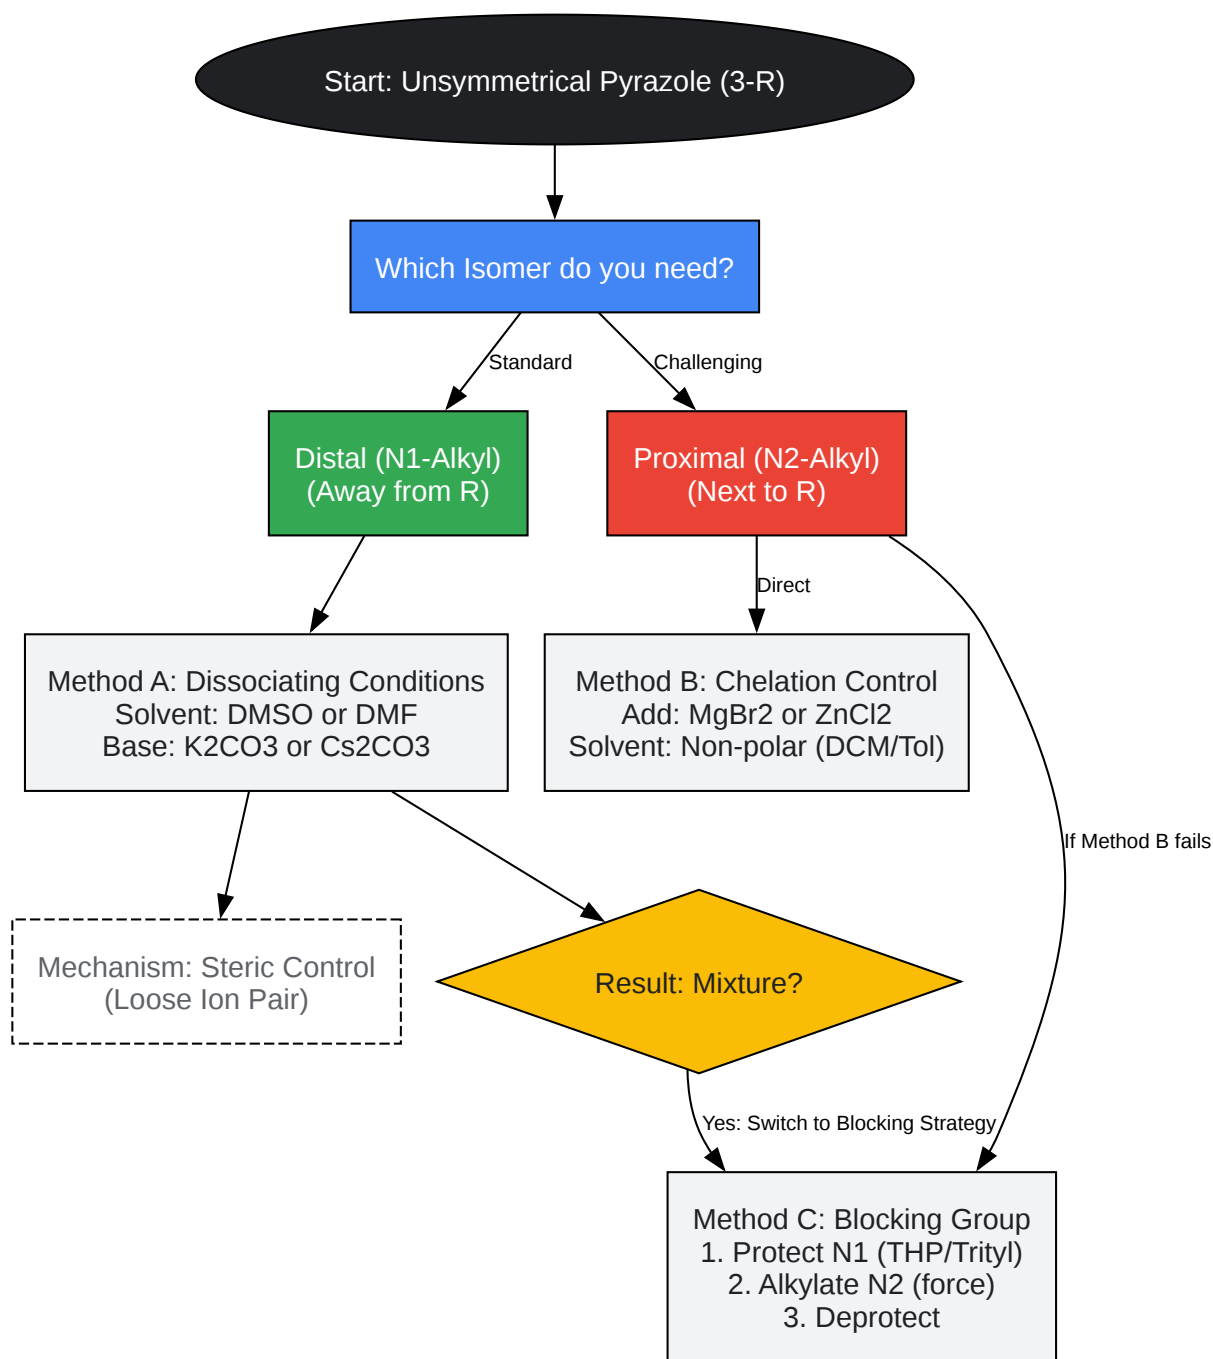 Start: Unsymmetrical Pyrazole (3-R)
Which Isomer do you need?
Standard
Challenging
Distal (N1-Alkyl)
(Away from R)
Proximal (N2-Alkyl)
(Next to R)
Direct
Method A: Dissociating Conditions
Solvent: DMSO or DMF
Base: K2CO3 or Cs2CO3
Method B: Chelation Control
Add: MgBr2 or ZnCl2
Solvent: Non-polar (DCM/Tol)
If Method B fails
Mechanism: Steric Control
(Loose Ion Pair)
Result: Mixture?
Yes: Switch to Blocking Strategy
Method C: Blocking Group
1. Protect N1 (THP/Trityl)
2. Alkylate N2 (force)
3. Deprotect